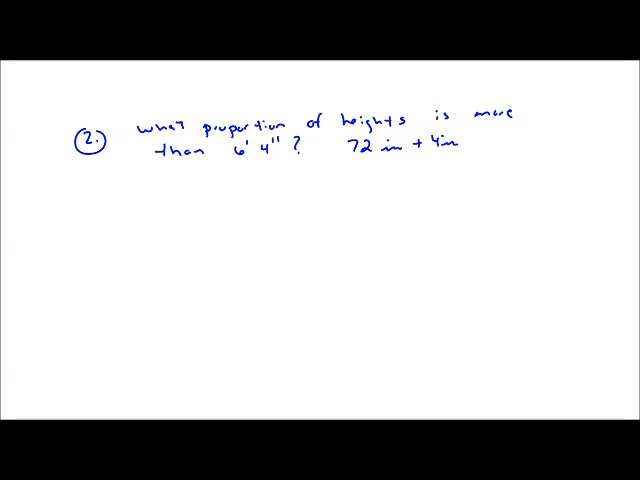 2. what proportion of heights is more
than 6' 4"? 72 in + 4in